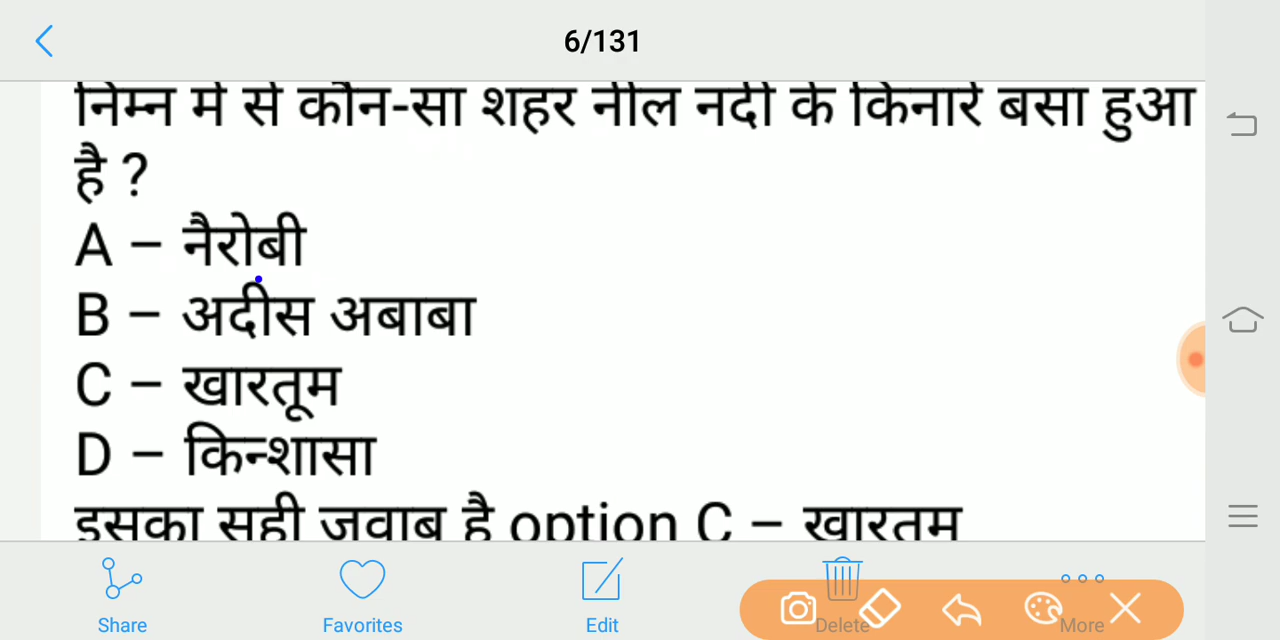 6/131
निम्न में से कौन-सा शहर नील नदी के किनारे बसा हुआ
है ?
A – नैरोबी
B – अदीस अबाबा
C – खारतूम
D – किन्शासा
इसका सही जवाब है option C – खारतूम
Share Favorites Edit Delete More